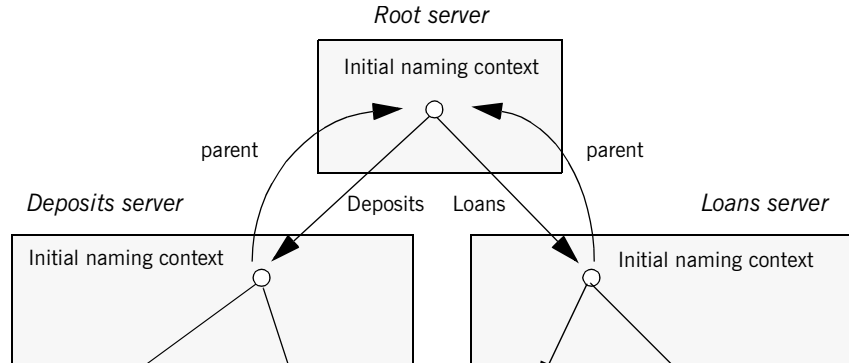 Root server
Initial naming context
parent
parent
Deposits
Loans
Deposits server
Loans server
Initial naming context
Initial naming context